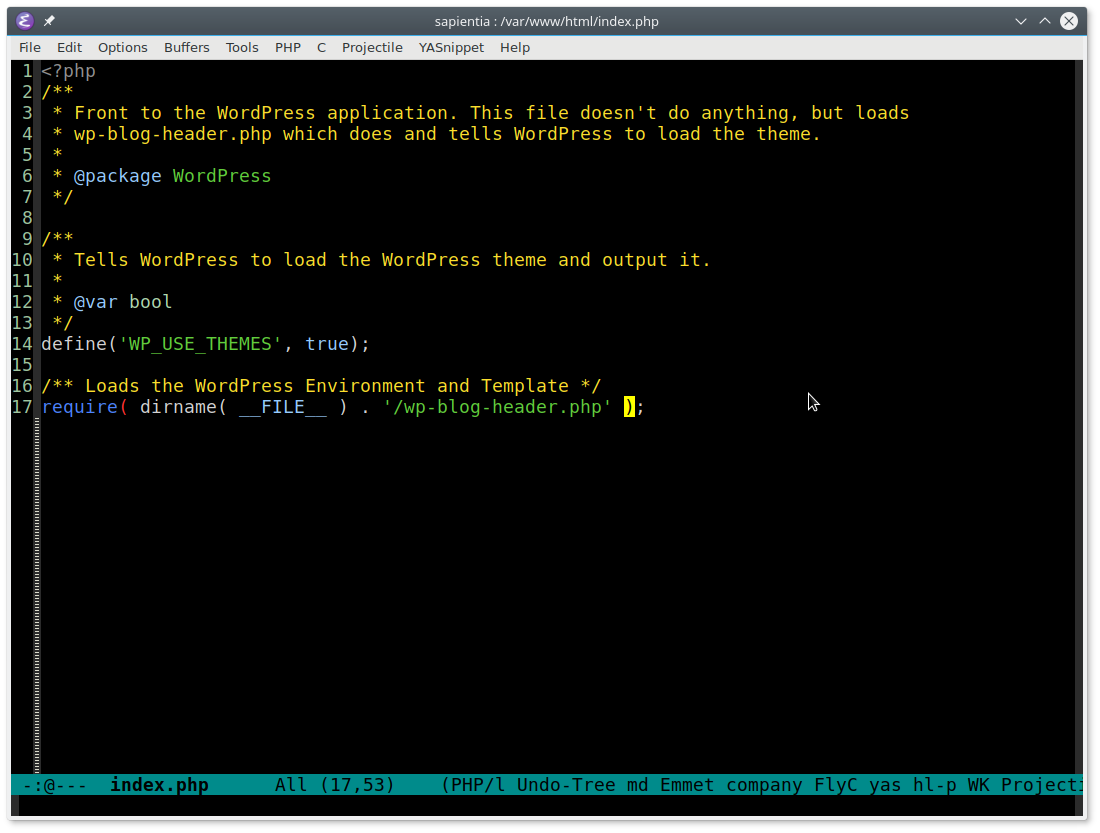 sapientia : /var/www/html/index.php
File Edit Options Buffers Tools PHP C Projectile YASnippet Help
1 <?php
2 /**
3  * Front to the WordPress application. This file doesn't do anything, but loads
4  * wp-blog-header.php which does and tells WordPress to load the theme.
5  *
6  * @package WordPress
7  */
8
9 /**
10  * Tells WordPress to load the WordPress theme and output it.
11  *
12  * @var bool
13  */
14 define('WP_USE_THEMES', true);
15
16 /** Loads the WordPress Environment and Template */
17 require( dirname( __FILE__ ) . '/wp-blog-header.php' );
-:@--- index.php All (17,53) (PHP/l Undo-Tree md Emmet company FlyC yas hl-p WK Projecti